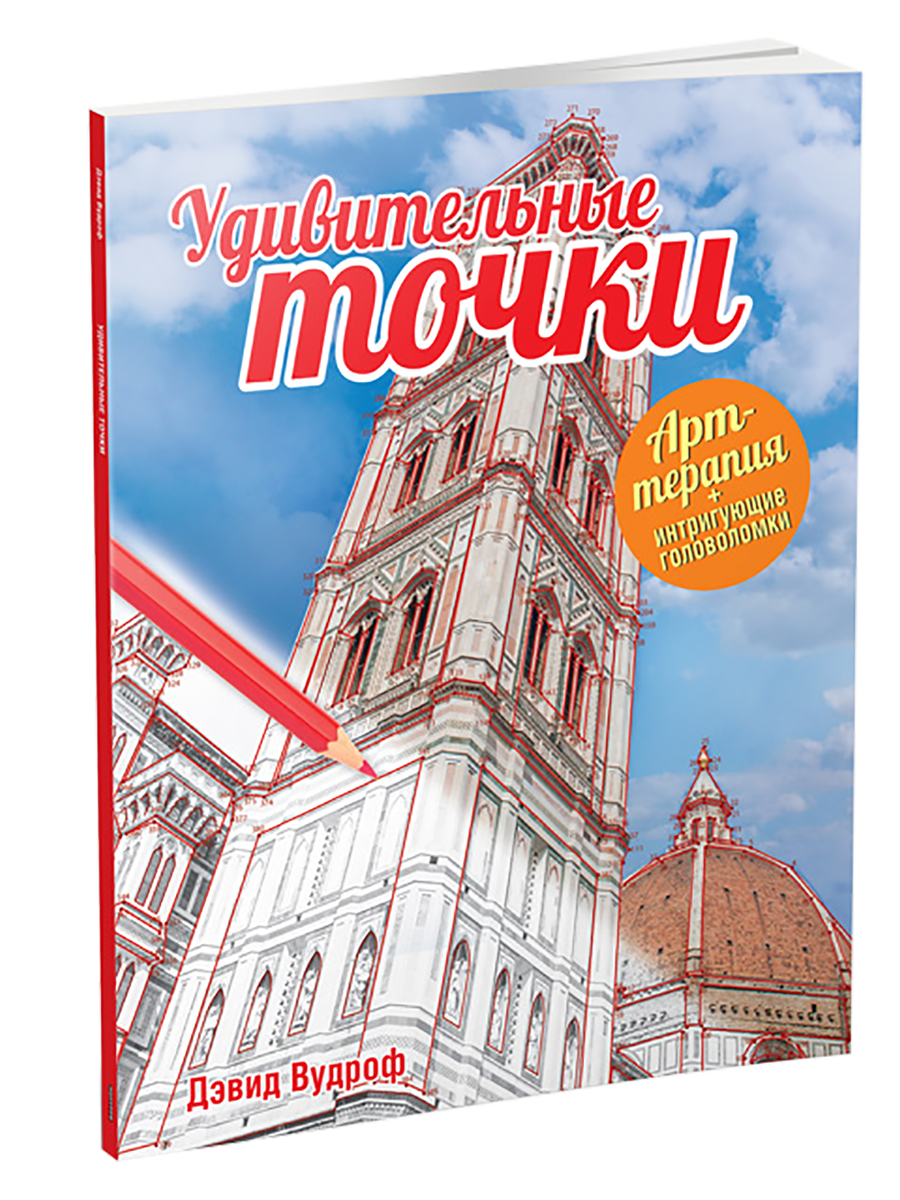 Удивительные
точки
Арт-
терапия
+
интригующие
головоломки
Дэвид Вудроф
Дэвид Вудроф
УДИВИТЕЛЬНЫЕ ТОЧКИ